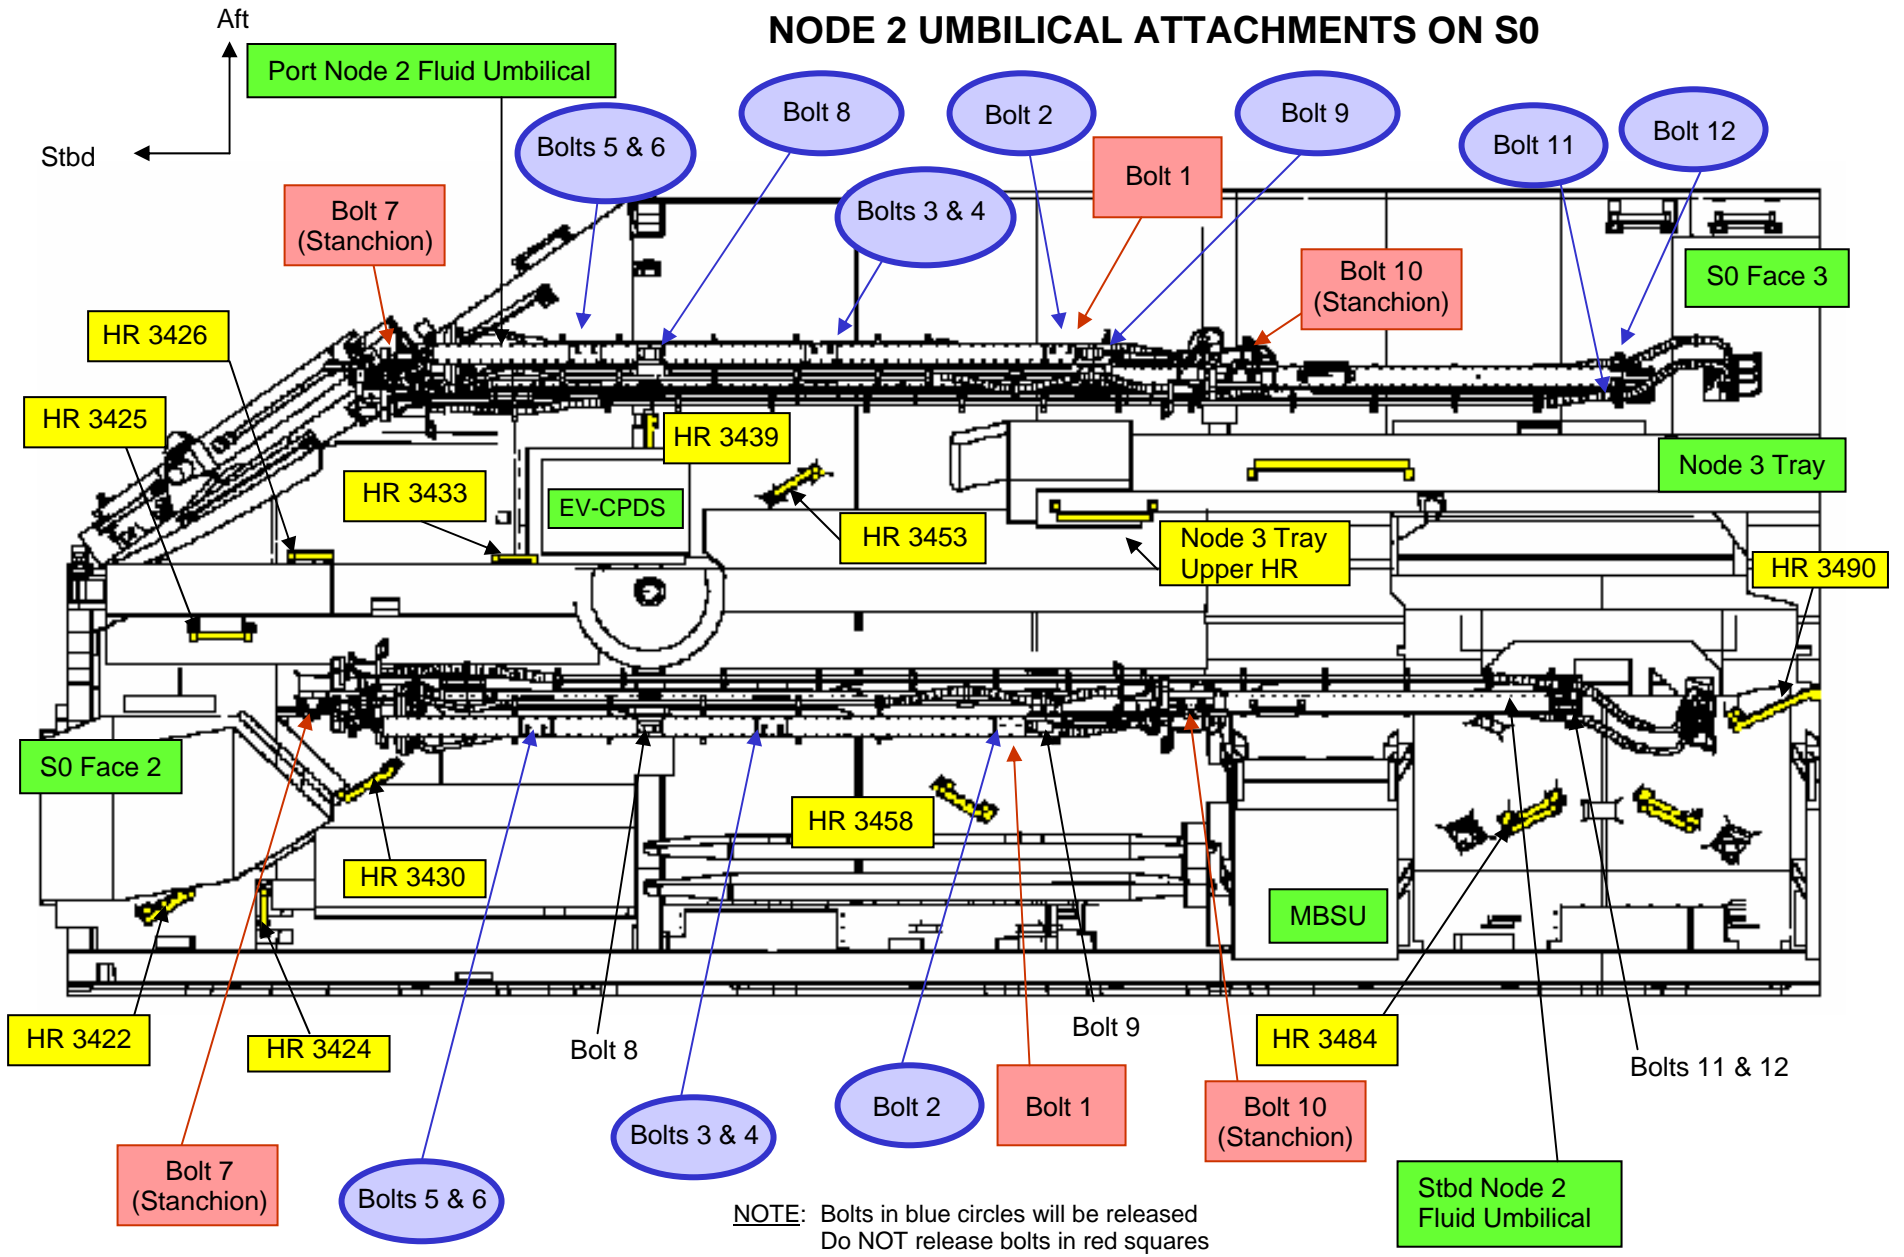 NODE 2 UMBILICAL ATTACHMENTS ON S0
Aft
Stbd
Port Node 2 Fluid Umbilical
Bolts 5 & 6
Bolt 8
Bolt 2
Bolt 9
Bolt 11
Bolt 12
Bolt 1
Bolt 7
(Stanchion)
Bolts 3 & 4
Bolt 10
(Stanchion)
S0 Face 3
HR 3426
HR 3425
HR 3439
Node 3 Tray
HR 3433
EV-CPDS
HR 3453
Node 3 Tray
Upper HR
HR 3490
S0 Face 2
HR 3458
HR 3430
MBSU
HR 3422
HR 3424
Bolt 8
Bolt 9
HR 3484
Bolts 11 & 12
Bolt 7
(Stanchion)
Bolts 5 & 6
Bolts 3 & 4
Bolt 2
Bolt 1
Bolt 10
(Stanchion)
Stbd Node 2
Fluid Umbilical
NOTE: Bolts in blue circles will be released
Do NOT release bolts in red squares